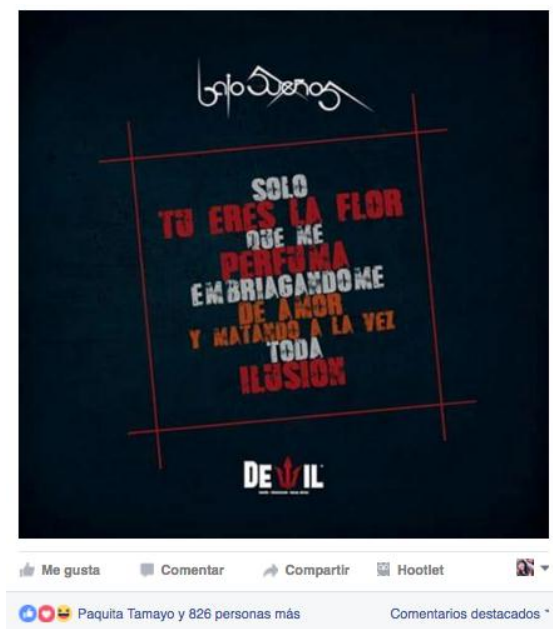 bajo Sueños
SOLO
TU ERES LA FLOR
QUE ME
PERFUMA
EMBRIAGANDOME
DE AMOR
Y MATANDO A LA VEZ
TODA
ILUSION
DEVIL
Me gusta Comentar Compartir Hootlet
Paquita Tamayo y 826 personas más Comentarios destacados